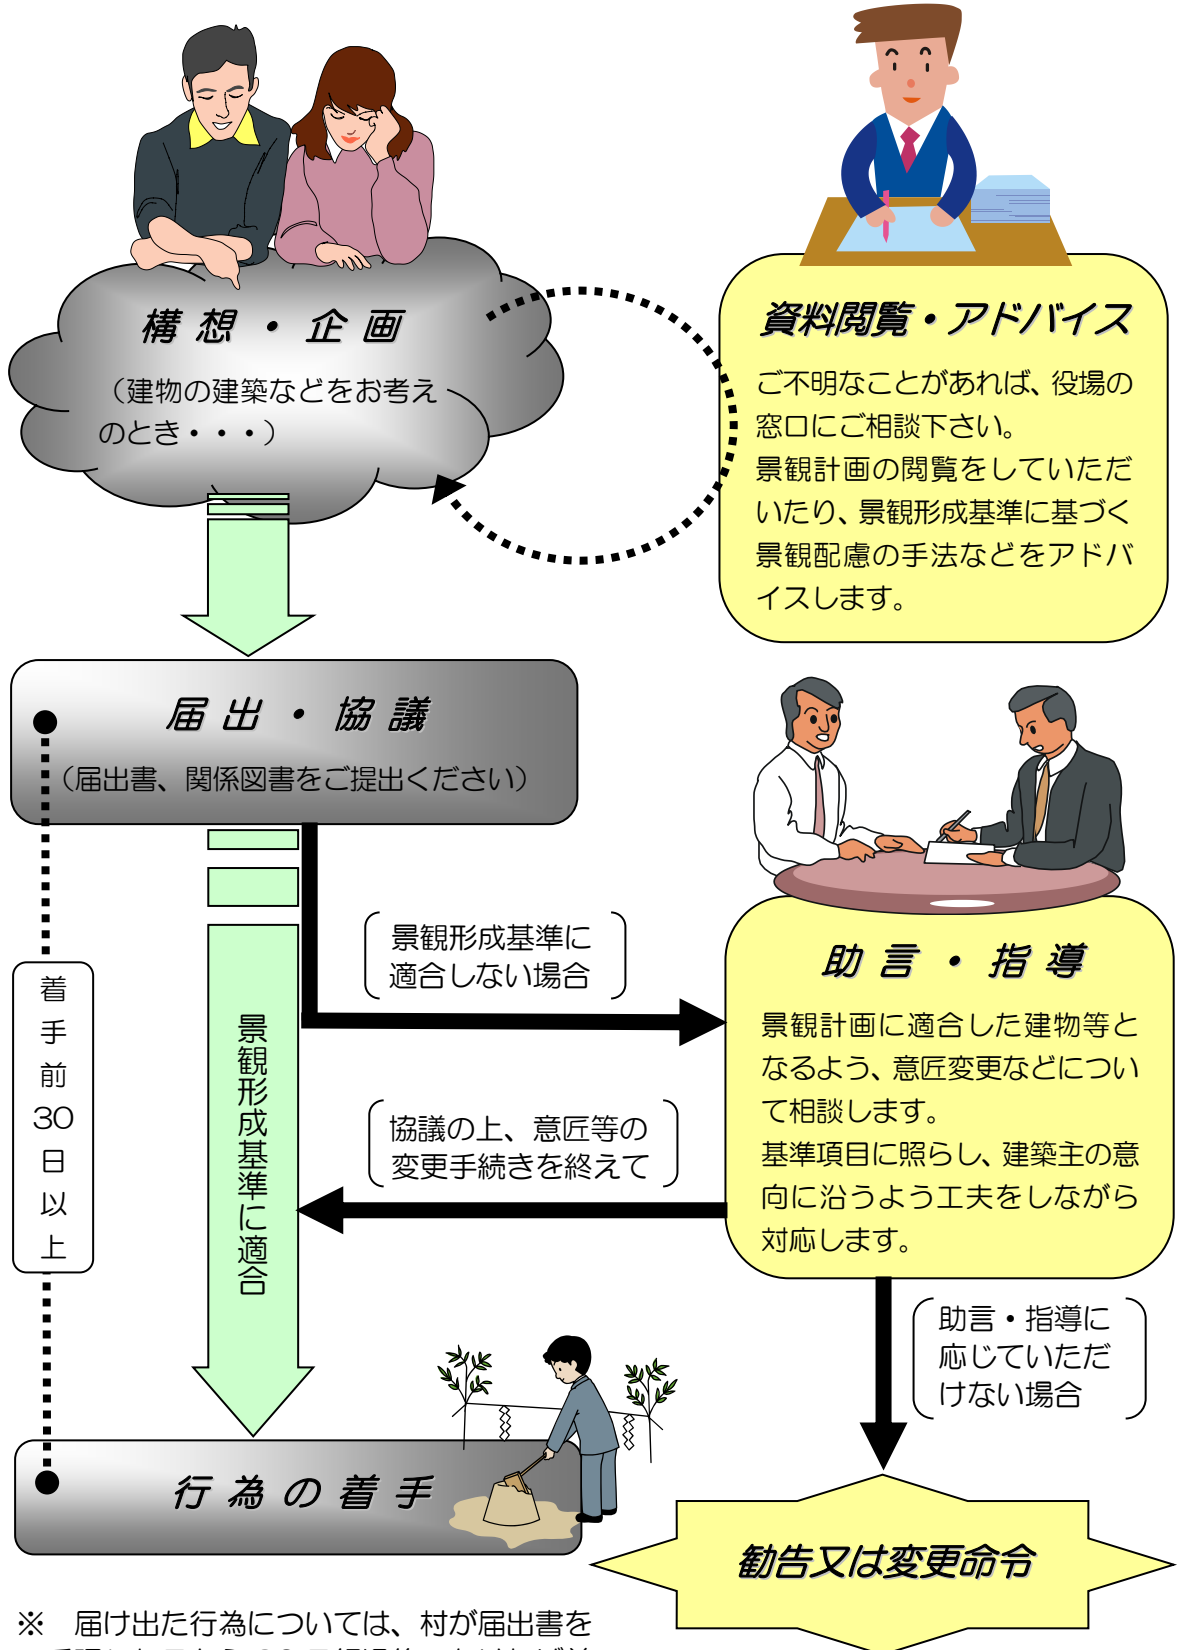 構想・企画
（建物の建築などをお考え
のとき・・・）
資料閲覧・アドバイス
ご不明なことがあれば、役場の
窓口にご相談下さい。
景観計画の閲覧をしていただ
いたり、景観形成基準に基づく
景観配慮の手法などをアドバ
イスします。
届出・協議
（届出書、関係図書をご提出ください）
景観形成基準に
適合しない場合
助言・指導
景観計画に適合した建物等と
なるよう、意匠変更などについ
て相談します。
基準項目に照らし、建築主の意
向に沿うよう工夫をしながら
対応します。
着手前30日以上
景観形成基準に適合
協議の上、意匠等の
変更手続きを終えて
助言・指導に
応じていただ
けない場合
行為の着手
勧告又は変更命令
※　届け出た行為については、村が届出書を